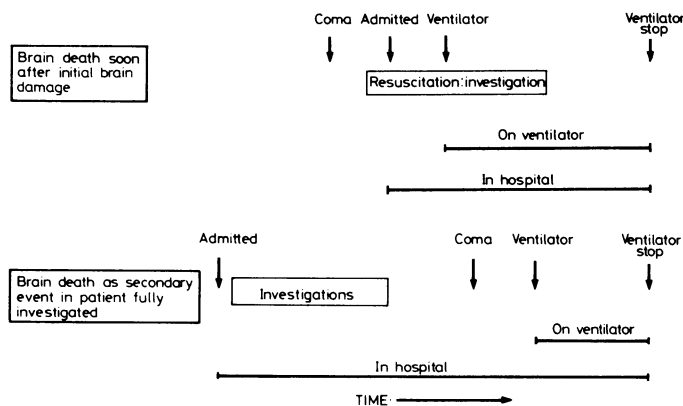 Coma Admitted Ventilator Ventilator
stop
Brain death soon
after initial brain
damage
Resuscitation: investigation
On ventilator
In hospital
Admitted Coma Ventilator Ventilator
stop
Brain death as secondary
event in patient fully
investigated
Investigations
On ventilator
In hospital
TIME